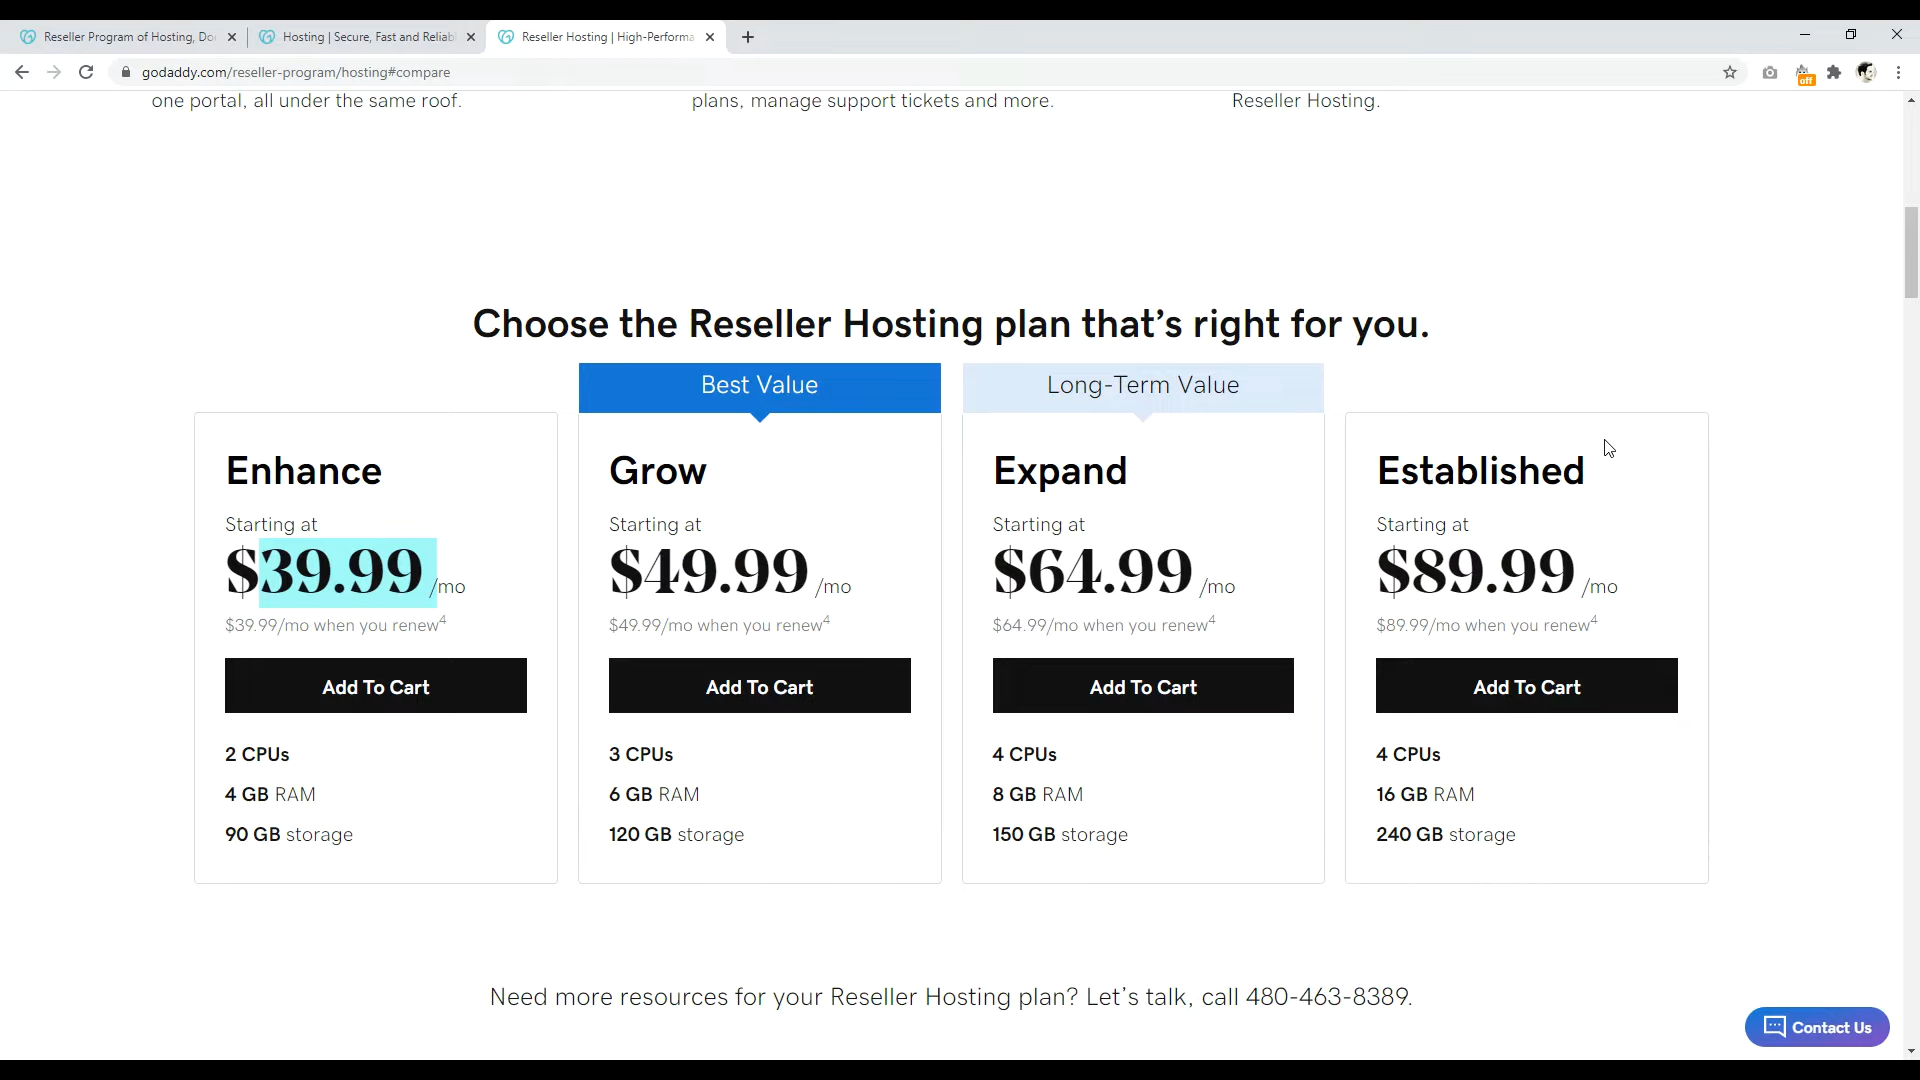 Reseller Program of Hosting, Do
Hosting | Secure, Fast and Reliabl
Reseller Hosting | High-Performa
godaddy.com/reseller-program/hosting#compare
off
one portal, all under the same roof.
plans, manage support tickets and more.
Reseller Hosting.
Choose the Reseller Hosting plan that’s right for you.
Best Value
Long-Term Value
Enhance
Starting at
$39.99 /mo
$39.99/mo when you renew4
Add To Cart
2 CPUs
4 GB RAM
90 GB storage
Grow
Starting at
$49.99 /mo
$49.99/mo when you renew4
Add To Cart
3 CPUs
6 GB RAM
120 GB storage
Expand
Starting at
$64.99 /mo
$64.99/mo when you renew4
Add To Cart
4 CPUs
8 GB RAM
150 GB storage
Established
Starting at
$89.99 /mo
$89.99/mo when you renew4
Add To Cart
4 CPUs
16 GB RAM
240 GB storage
Need more resources for your Reseller Hosting plan? Let’s talk, call 480-463-8389.
Contact Us